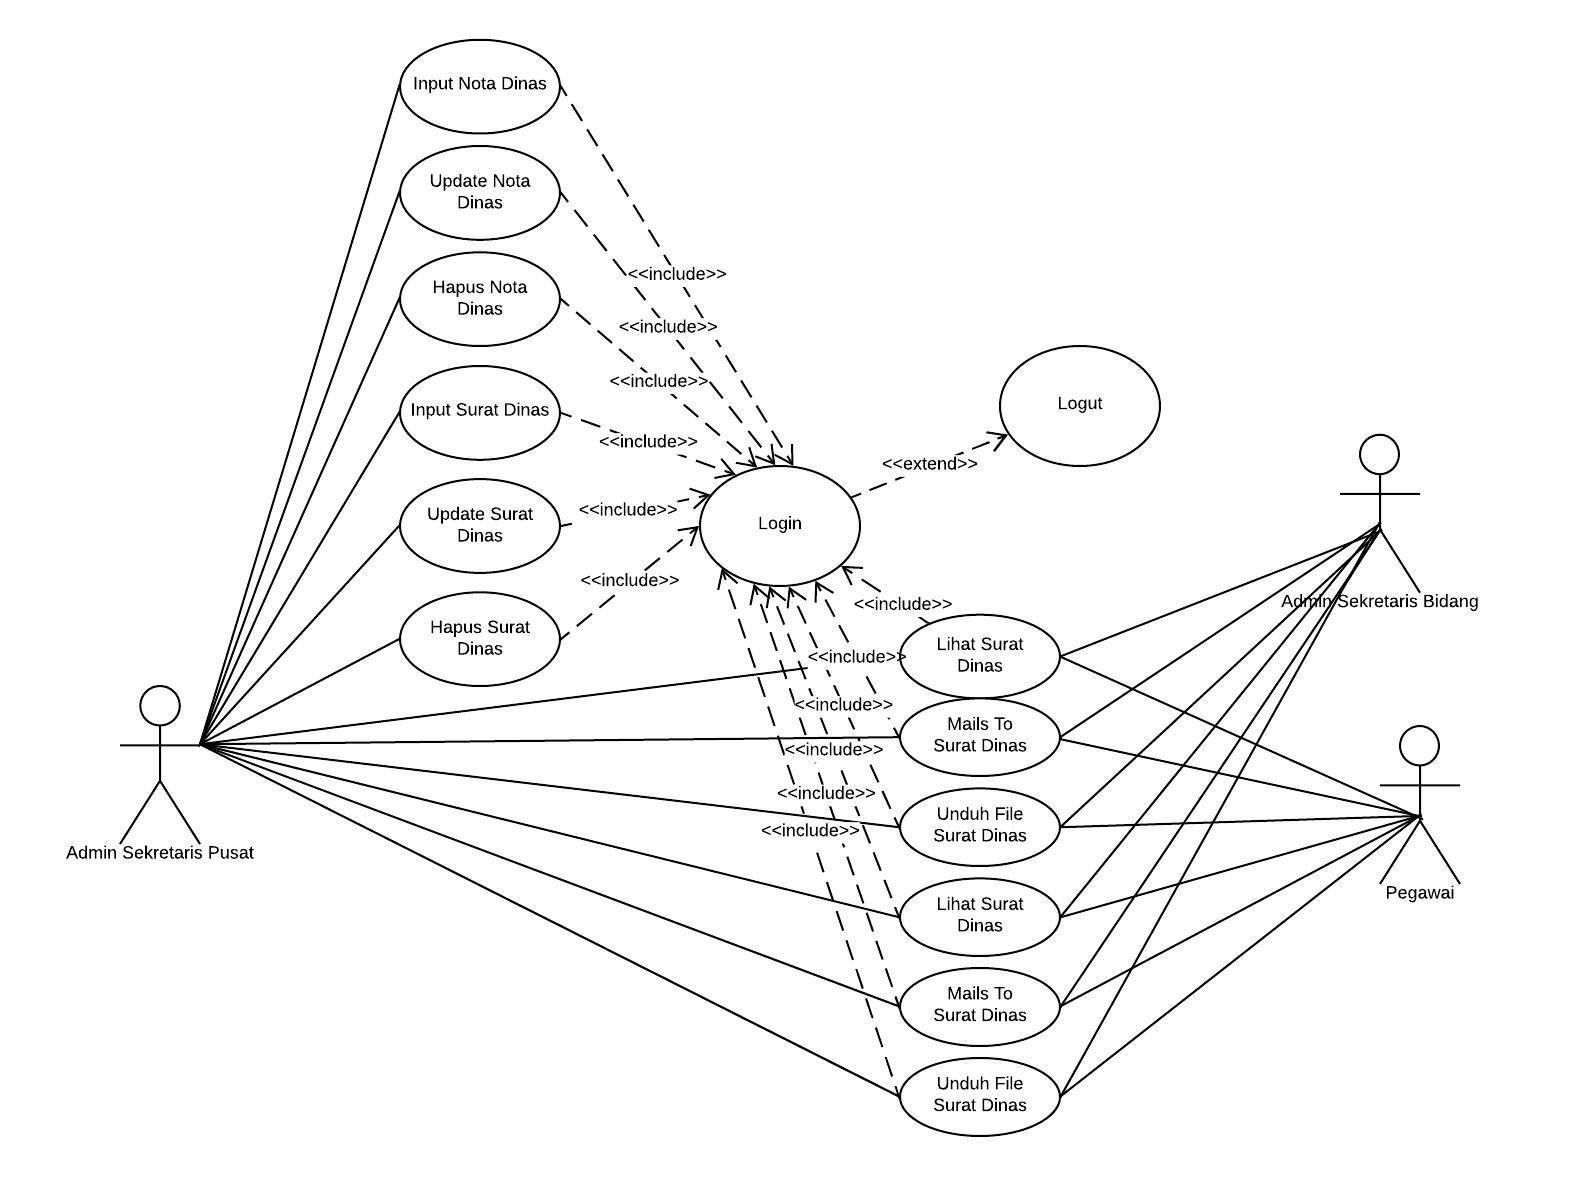 Input Nota Dinas
Update Nota
Dinas
Hapus Nota
Dinas
Input Surat Dinas
Update Surat
Dinas
Hapus Surat
Dinas
<<include>>
<<include>>
<<include>>
<<include>>
<<include>>
<<include>>
Login
<<extend>>
Logut
Admin Sekretaris Bidang
<<include>>
<<include>>
<<include>>
<<include>>
<<include>>
<<include>>
Lihat Surat
Dinas
Mails To
Surat Dinas
Unduh File
Surat Dinas
Lihat Surat
Dinas
Mails To
Surat Dinas
Unduh File
Surat Dinas
Admin Sekretaris Pusat
Pegawai